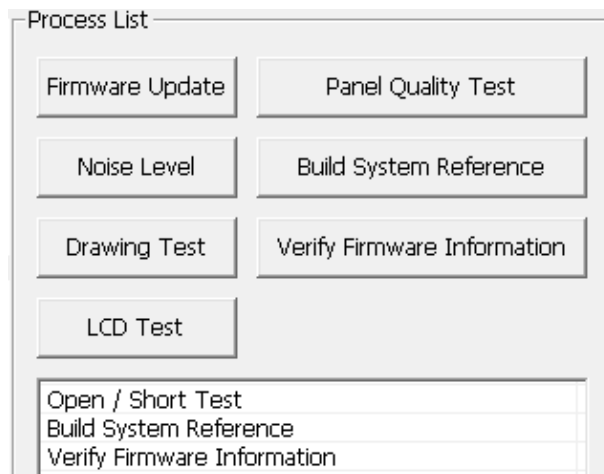 Process List
Firmware Update
Panel Quality Test
Noise Level
Build System Reference
Drawing Test
Verify Firmware Information
LCD Test
Open / Short Test
Build System Reference
Verify Firmware Information